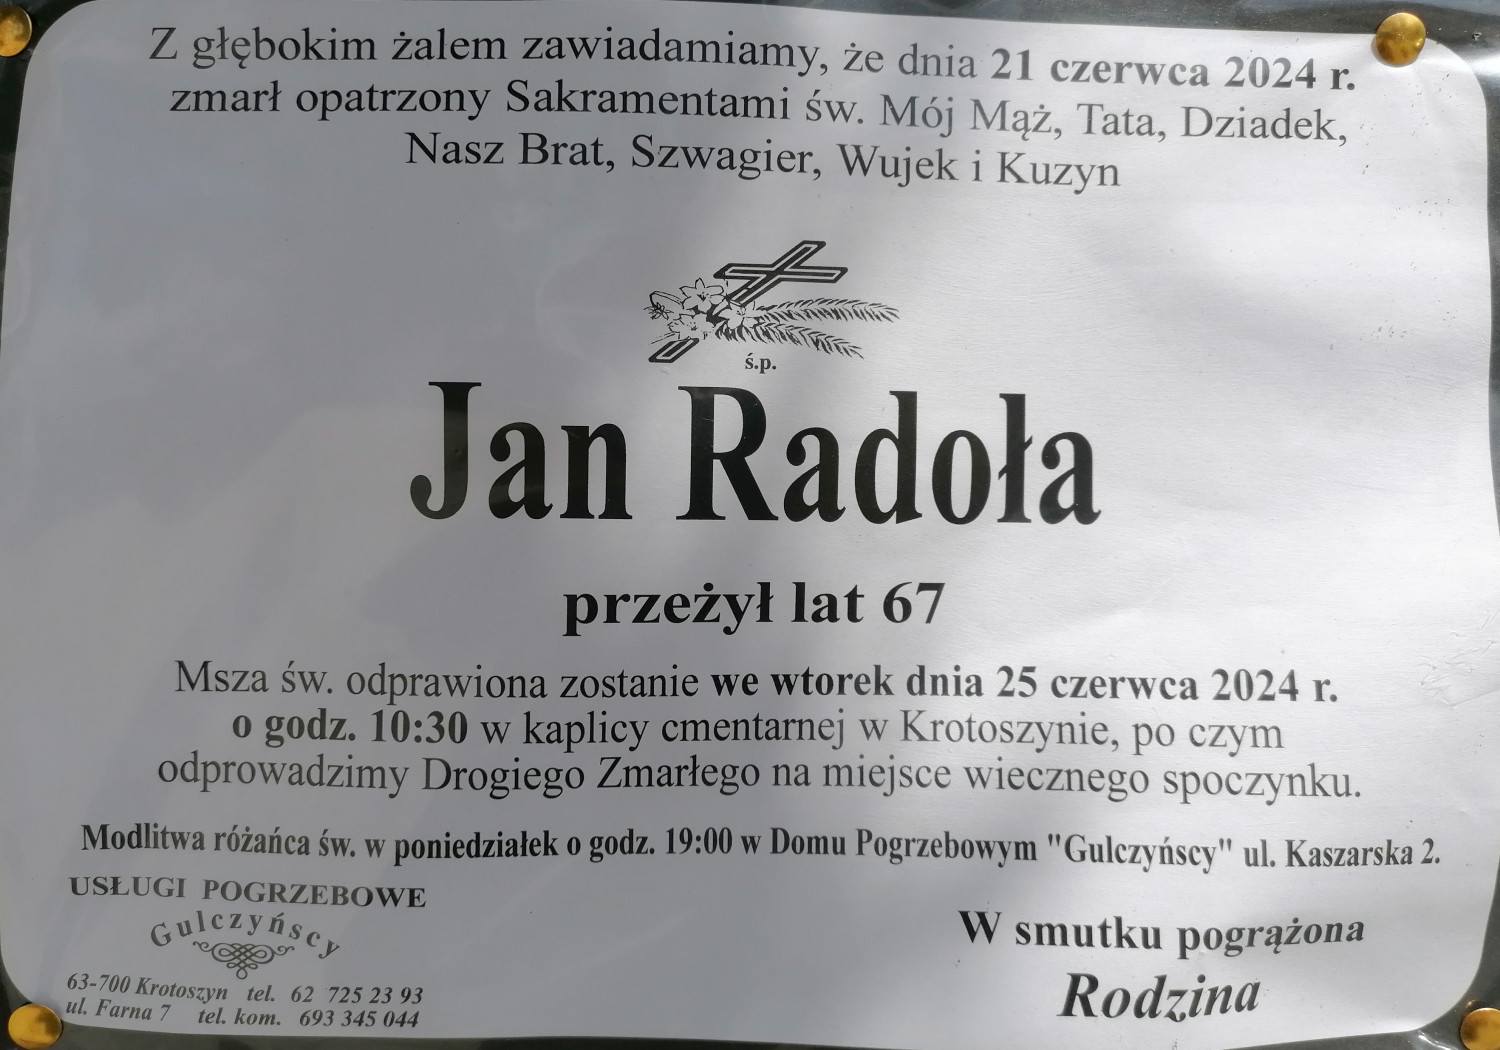 Z głębokim żalem zawiadamiamy, że dnia 21 czerwca 2024 r.
zmarł opatrzony Sakramentami św. Mój Mąż, Tata, Dziadek,
Nasz Brat, Szwagier, Wujek i Kuzyn
ś.p.
Jan Radoła
przeżył lat 67
Msza św. odprawiona zostanie we wtorek dnia 25 czerwca 2024 r.
o godz. 10:30 w kaplicy cmentarnej w Krotoszynie, po czym
odprowadzimy Drogiego Zmarłego na miejsce wiecznego spoczynku.
Modlitwa różańca św. w poniedziałek o godz. 19:00 w Domu Pogrzebowym "Gulczyńscy" ul. Kaszarska 2.
USŁUGI POGRZEBOWE
Gulczyńscy
63-700 Krotoszyn tel. 62 725 23 93
ul. Farna 7 tel. kom. 693 345 044
W smutku pogrążona
Rodzina